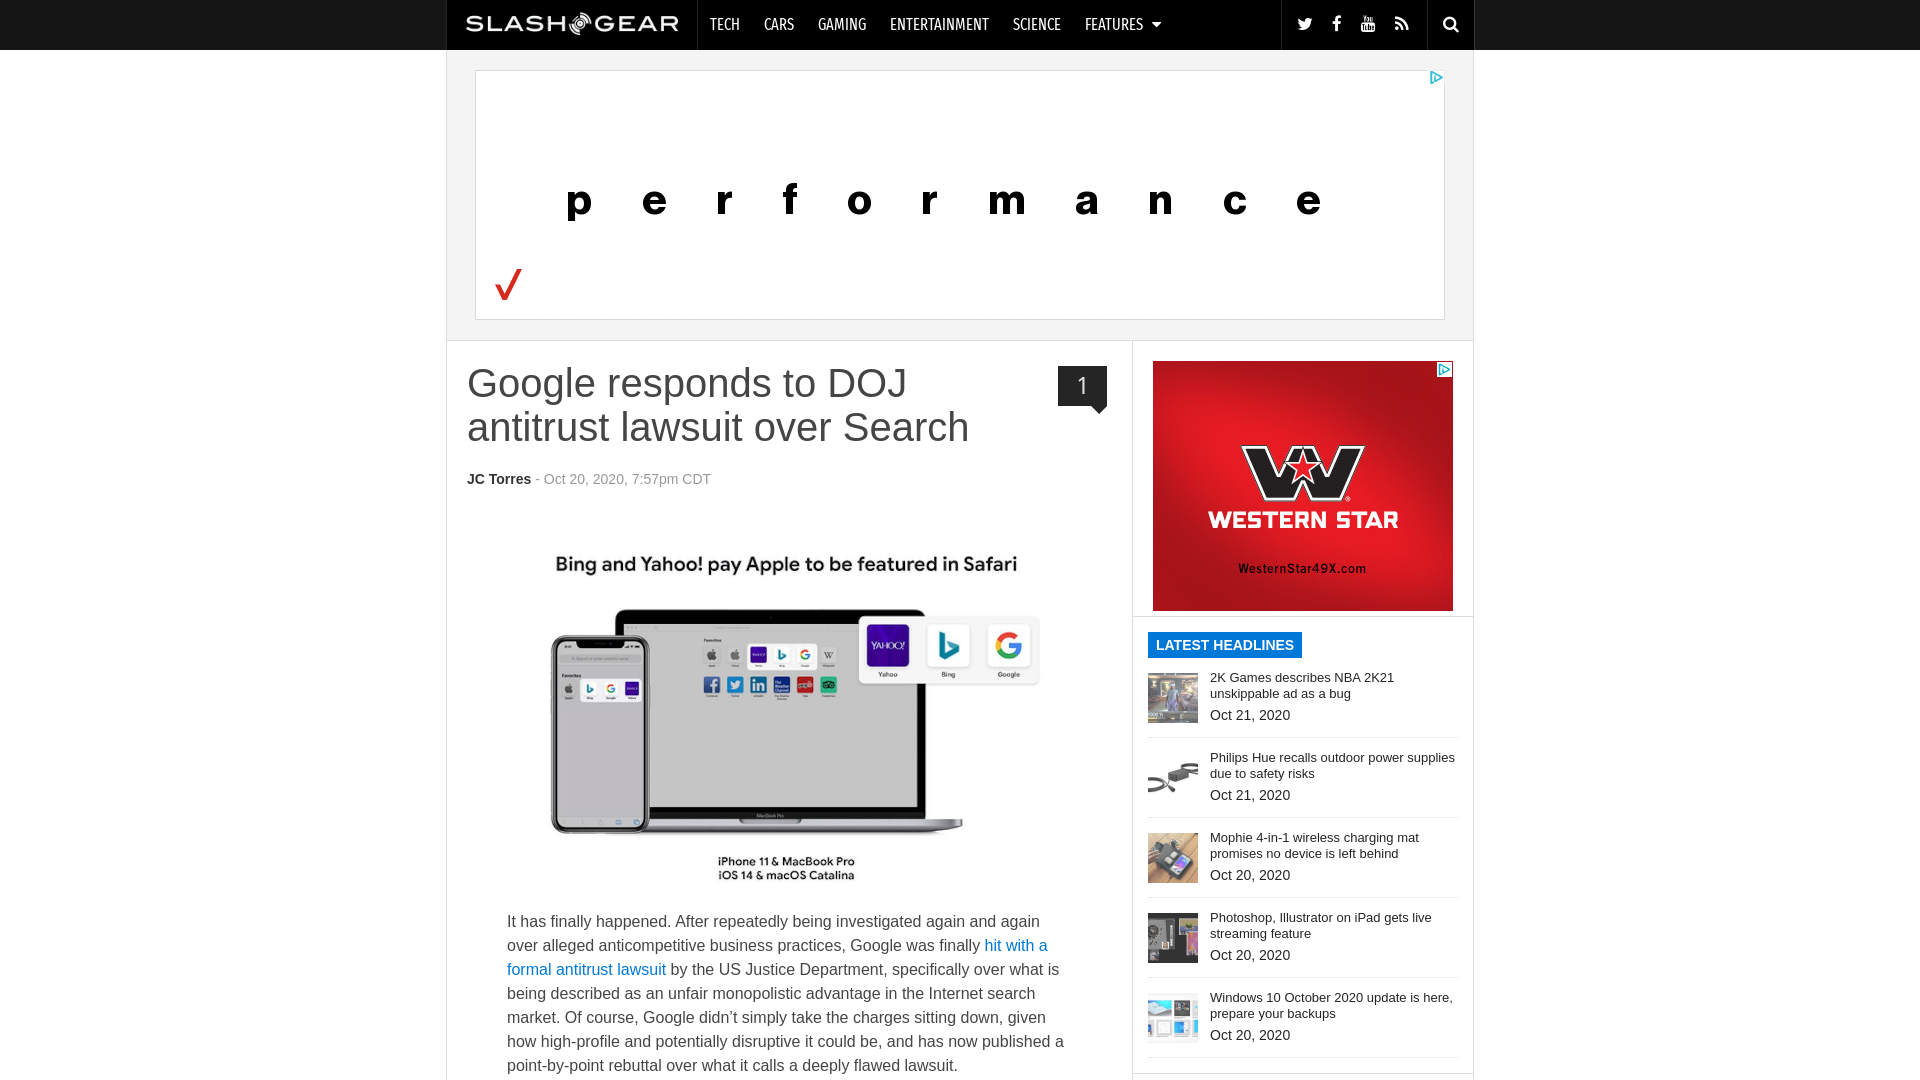 SLASHGEAR
TECH
CARS
GAMING
ENTERTAINMENT
SCIENCE
FEATURES
performance
Google responds to DOJ
antitrust lawsuit over Search
1
JC Torres - Oct 20, 2020, 7:57pm CDT
Bing and Yahoo! pay Apple to be featured in Safari
YAHOO!
Yahoo
Bing
Google
Favorites
MacBook Pro
iPhone 11 & MacBook Pro
iOS 14 & macOS Catalina
It has finally happened. After repeatedly being investigated again and again
over alleged anticompetitive business practices, Google was finally hit with a
formal antitrust lawsuit by the US Justice Department, specifically over what is
being described as an unfair monopolistic advantage in the Internet search
market. Of course, Google didn’t simply take the charges sitting down, given
how high-profile and potentially disruptive it could be, and has now published a
point-by-point rebuttal over what it calls a deeply flawed lawsuit.
WESTERN STAR
WesternStar49X.com
LATEST HEADLINES
2K Games describes NBA 2K21
unskippable ad as a bug
Oct 21, 2020
Philips Hue recalls outdoor power supplies
due to safety risks
Oct 21, 2020
Mophie 4-in-1 wireless charging mat
promises no device is left behind
Oct 20, 2020
Photoshop, Illustrator on iPad gets live
streaming feature
Oct 20, 2020
Windows 10 October 2020 update is here,
prepare your backups
Oct 20, 2020